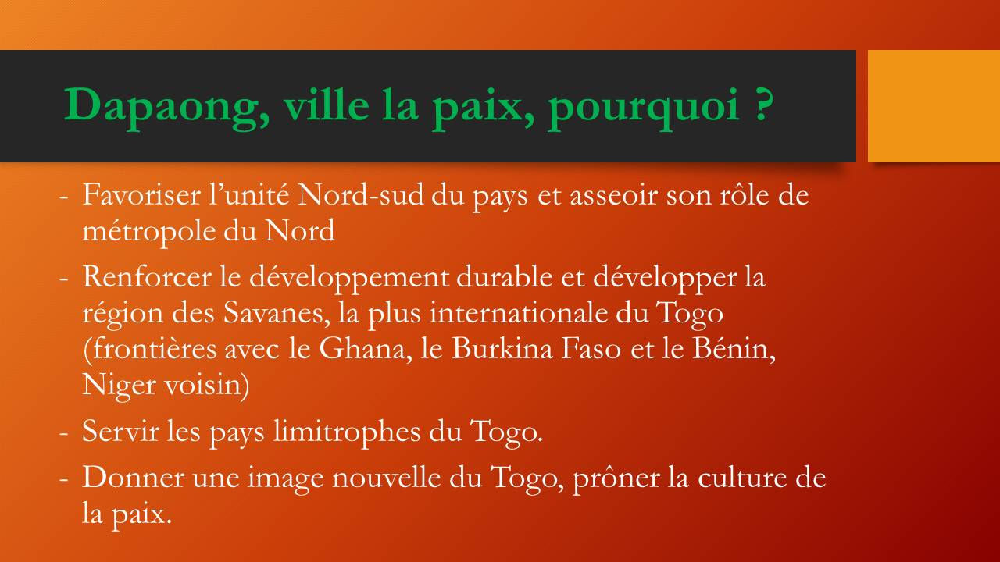 Dapaong, ville la paix, pourquoi ?
- Favoriser l’unité Nord-sud du pays et asseoir son rôle de
métropole du Nord
- Renforcer le développement durable et développer la
région des Savanes, la plus internationale du Togo
(frontières avec le Ghana, le Burkina Faso et le Bénin,
Niger voisin)
- Servir les pays limitrophes du Togo.
- Donner une image nouvelle du Togo, prôner la culture de
la paix.